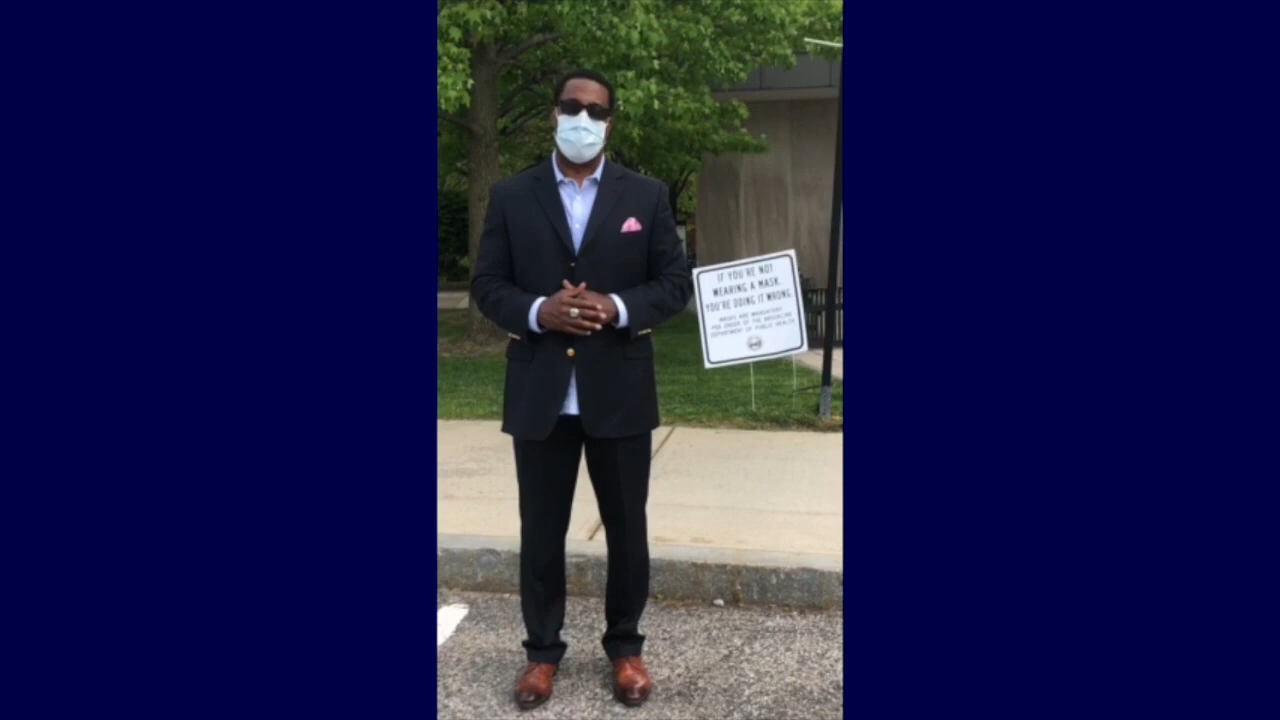 IF YOU'RE NOT
WEARING A MASK,
YOU'RE DOING IT WRONG.
MASKS ARE MANDATORY
PER ORDER OF THE BROOKLINE
DEPARTMENT OF PUBLIC HEALTH